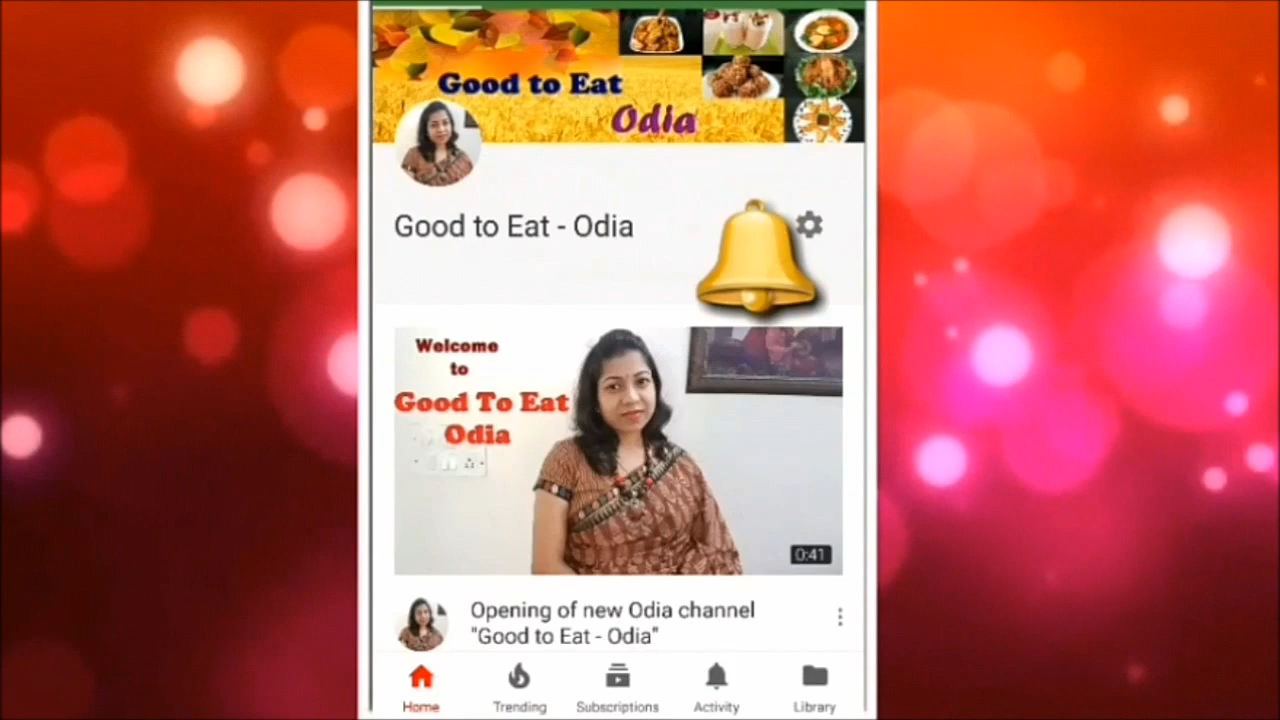 Good to Eat
Odia
Good to Eat - Odia
Welcome
to
Good To Eat
Odia
0:41
Opening of new Odia channel
"Good to Eat - Odia"
Home Trending Subscriptions Activity Library